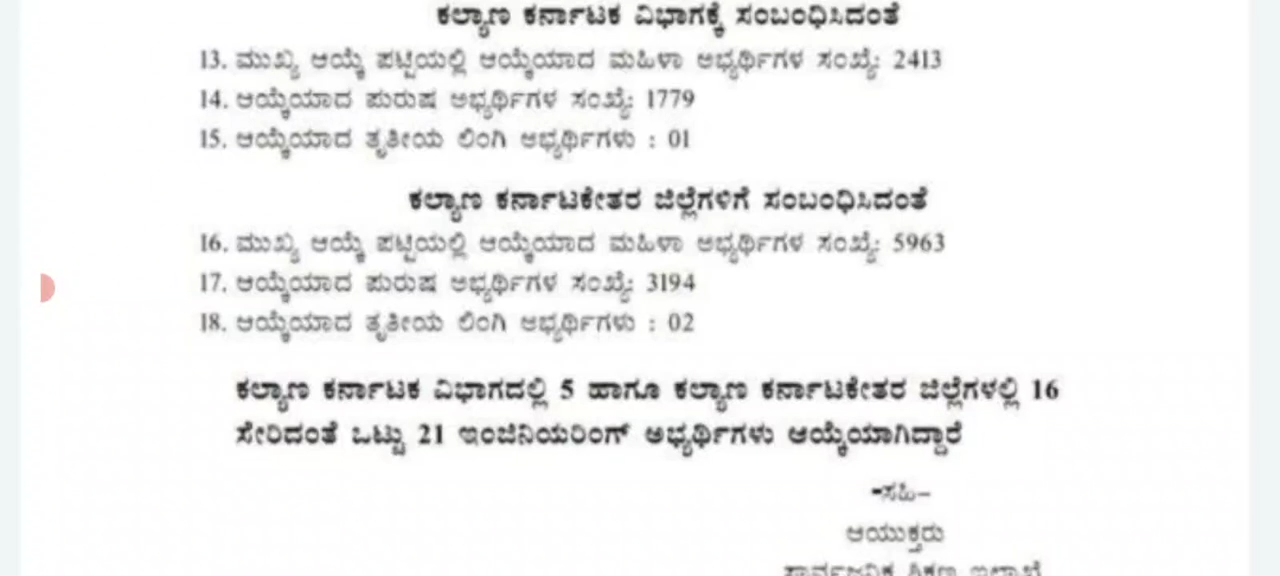 ಕಲ್ಯಾಣ ಕರ್ನಾಟಕ ವಿಭಾಗಕ್ಕೆ ಸಂಬಂಧಿಸಿದಂತೆ
13. ಮುಖ್ಯ ಆಯ್ಕೆ ಪಟ್ಟಿಯಲ್ಲಿ ಆಯ್ಕೆಯಾದ ಮಹಿಳಾ ಅಭ್ಯರ್ಥಿಗಳ ಸಂಖ್ಯೆ: 2413
14. ಆಯ್ಕೆಯಾದ ಪುರುಷ ಅಭ್ಯರ್ಥಿಗಳ ಸಂಖ್ಯೆ: 1779
15. ಆಯ್ಕೆಯಾದ ತೃತೀಯ ಲಿಂಗಿ ಅಭ್ಯರ್ಥಿಗಳು : 01
ಕಲ್ಯಾಣ ಕರ್ನಾಟಕೇತರ ಜಿಲ್ಲೆಗಳಿಗೆ ಸಂಬಂಧಿಸಿದಂತೆ
16. ಮುಖ್ಯ ಆಯ್ಕೆ ಪಟ್ಟಿಯಲ್ಲಿ ಆಯ್ಕೆಯಾದ ಮಹಿಳಾ ಅಭ್ಯರ್ಥಿಗಳ ಸಂಖ್ಯೆ: 5963
17. ಆಯ್ಕೆಯಾದ ಪುರುಷ ಅಭ್ಯರ್ಥಿಗಳ ಸಂಖ್ಯೆ: 3194
18. ಆಯ್ಕೆಯಾದ ತೃತೀಯ ಲಿಂಗಿ ಅಭ್ಯರ್ಥಿಗಳು : 02
ಕಲ್ಯಾಣ ಕರ್ನಾಟಕ ವಿಭಾಗದಲ್ಲಿ 5 ಹಾಗೂ ಕಲ್ಯಾಣ ಕರ್ನಾಟಕೇತರ ಜಿಲ್ಲೆಗಳಲ್ಲಿ 16
ಸೇರಿದಂತೆ ಒಟ್ಟು 21 ಇಂಜಿನಿಯರಿಂಗ್ ಅಭ್ಯರ್ಥಿಗಳು ಆಯ್ಕೆಯಾಗಿದ್ದಾರೆ
-ಸಹಿ-
ಆಯುಕ್ತರು
ಸಾರ್ವಜನಿಕ ಶಿಕ್ಷಣ ಇಲಾಖೆ